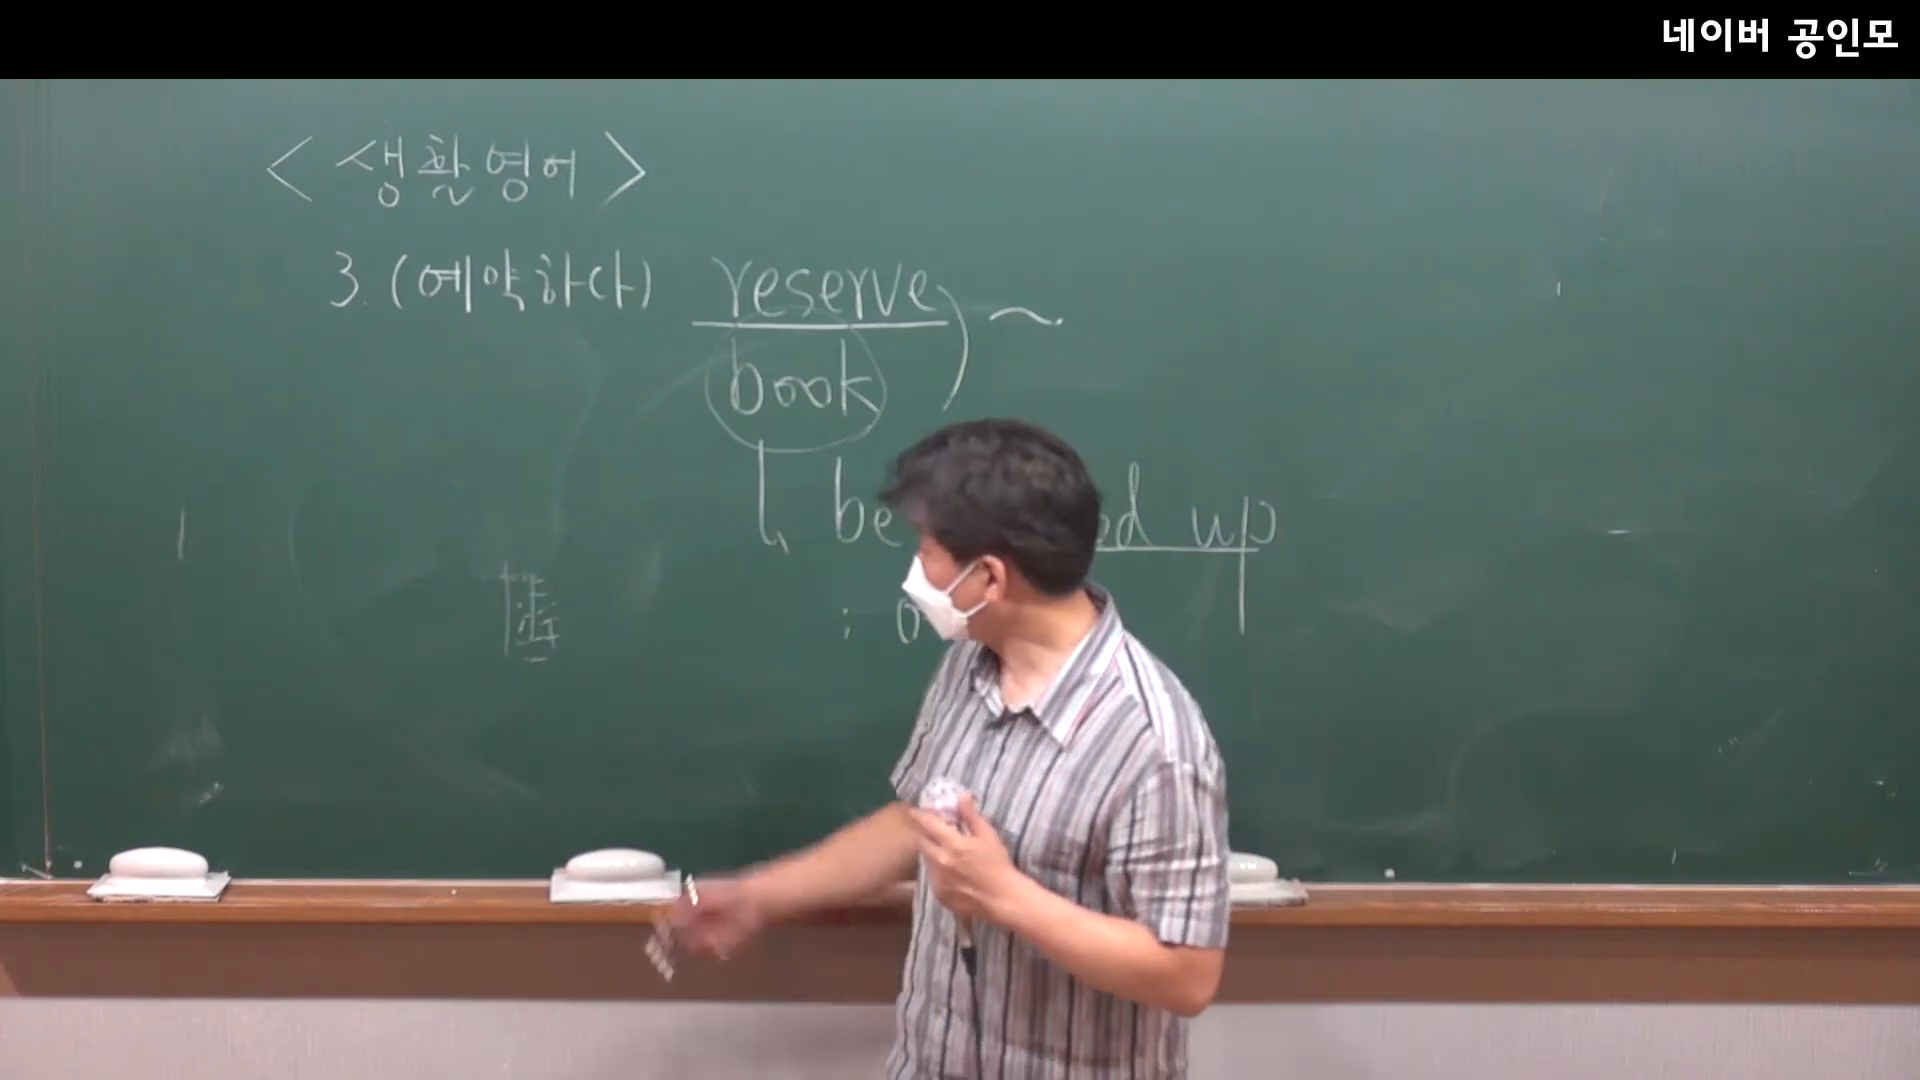 네이버 공인모
<생활영어>
3. (예약하다) reserve ) ~
book
be ed up
: